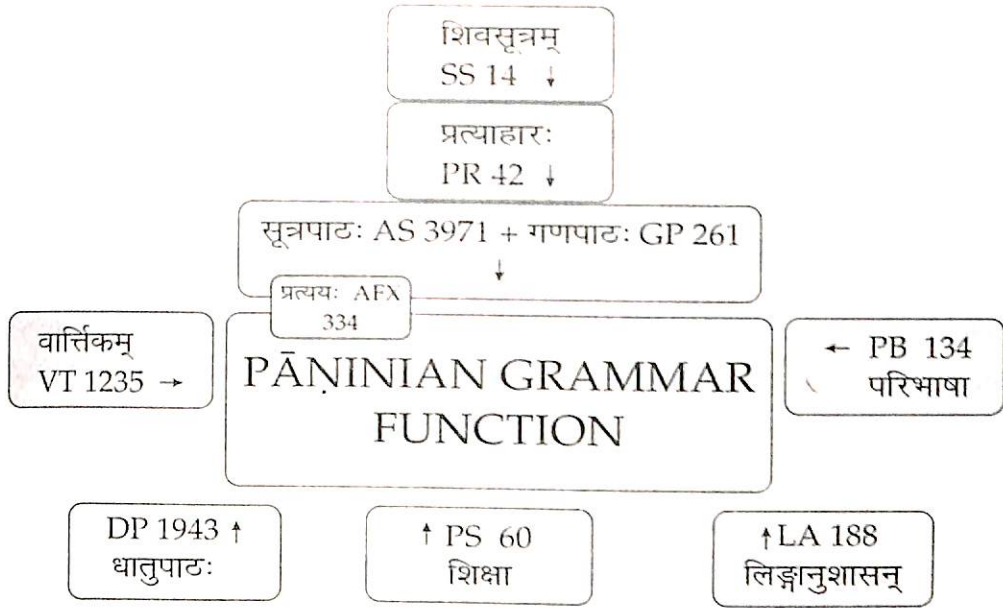 शिवसूत्रम्
SS 14 ↓
प्रत्याहारः
PR 42 ↓
सूत्रपाठः AS 3971 + गणपाठः GP 261
↓
प्रत्ययः AFX
334
वार्त्तिकम्
VT 1235 →
PĀṆINIAN GRAMMAR
FUNCTION
← PB 134
परिभाषा
DP 1943 ↑
धातुपाठः
↑ PS 60
शिक्षा
↑LA 188
लिङ्गानुशासन्